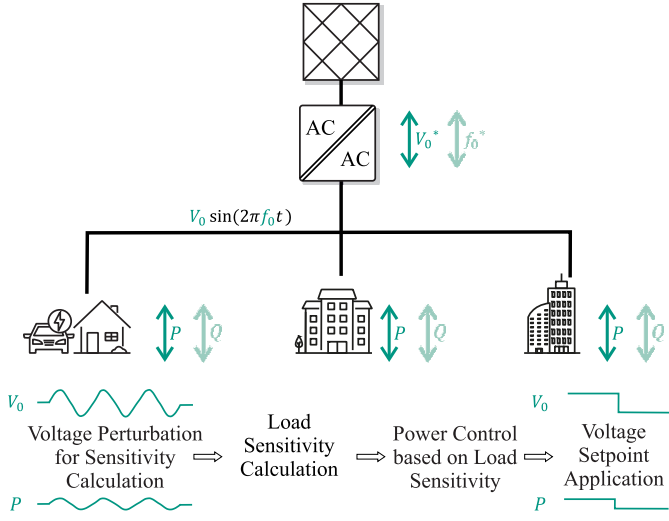 AC
AC
V₀*
f₀*
V₀ sin(2πf₀t)
P
Q
P
Q
P
Q
V₀
V₀
Voltage Perturbation
for Sensitivity
Calculation
Load
Sensitivity
Calculation
Power Control
based on Load
Sensitivity
Voltage
Setpoint
Application
P
P